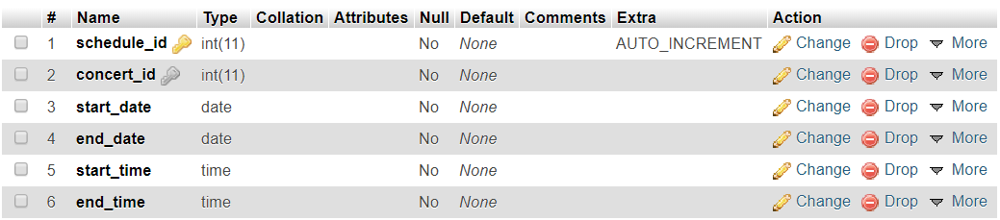 # Name Type Collation Attributes Null Default Comments Extra Action
1 schedule_id int(11) No None AUTO_INCREMENT Change Drop More
2 concert_id int(11) No None Change Drop More
3 start_date date No None Change Drop More
4 end_date date No None Change Drop More
5 start_time time No None Change Drop More
6 end_time time No None Change Drop More